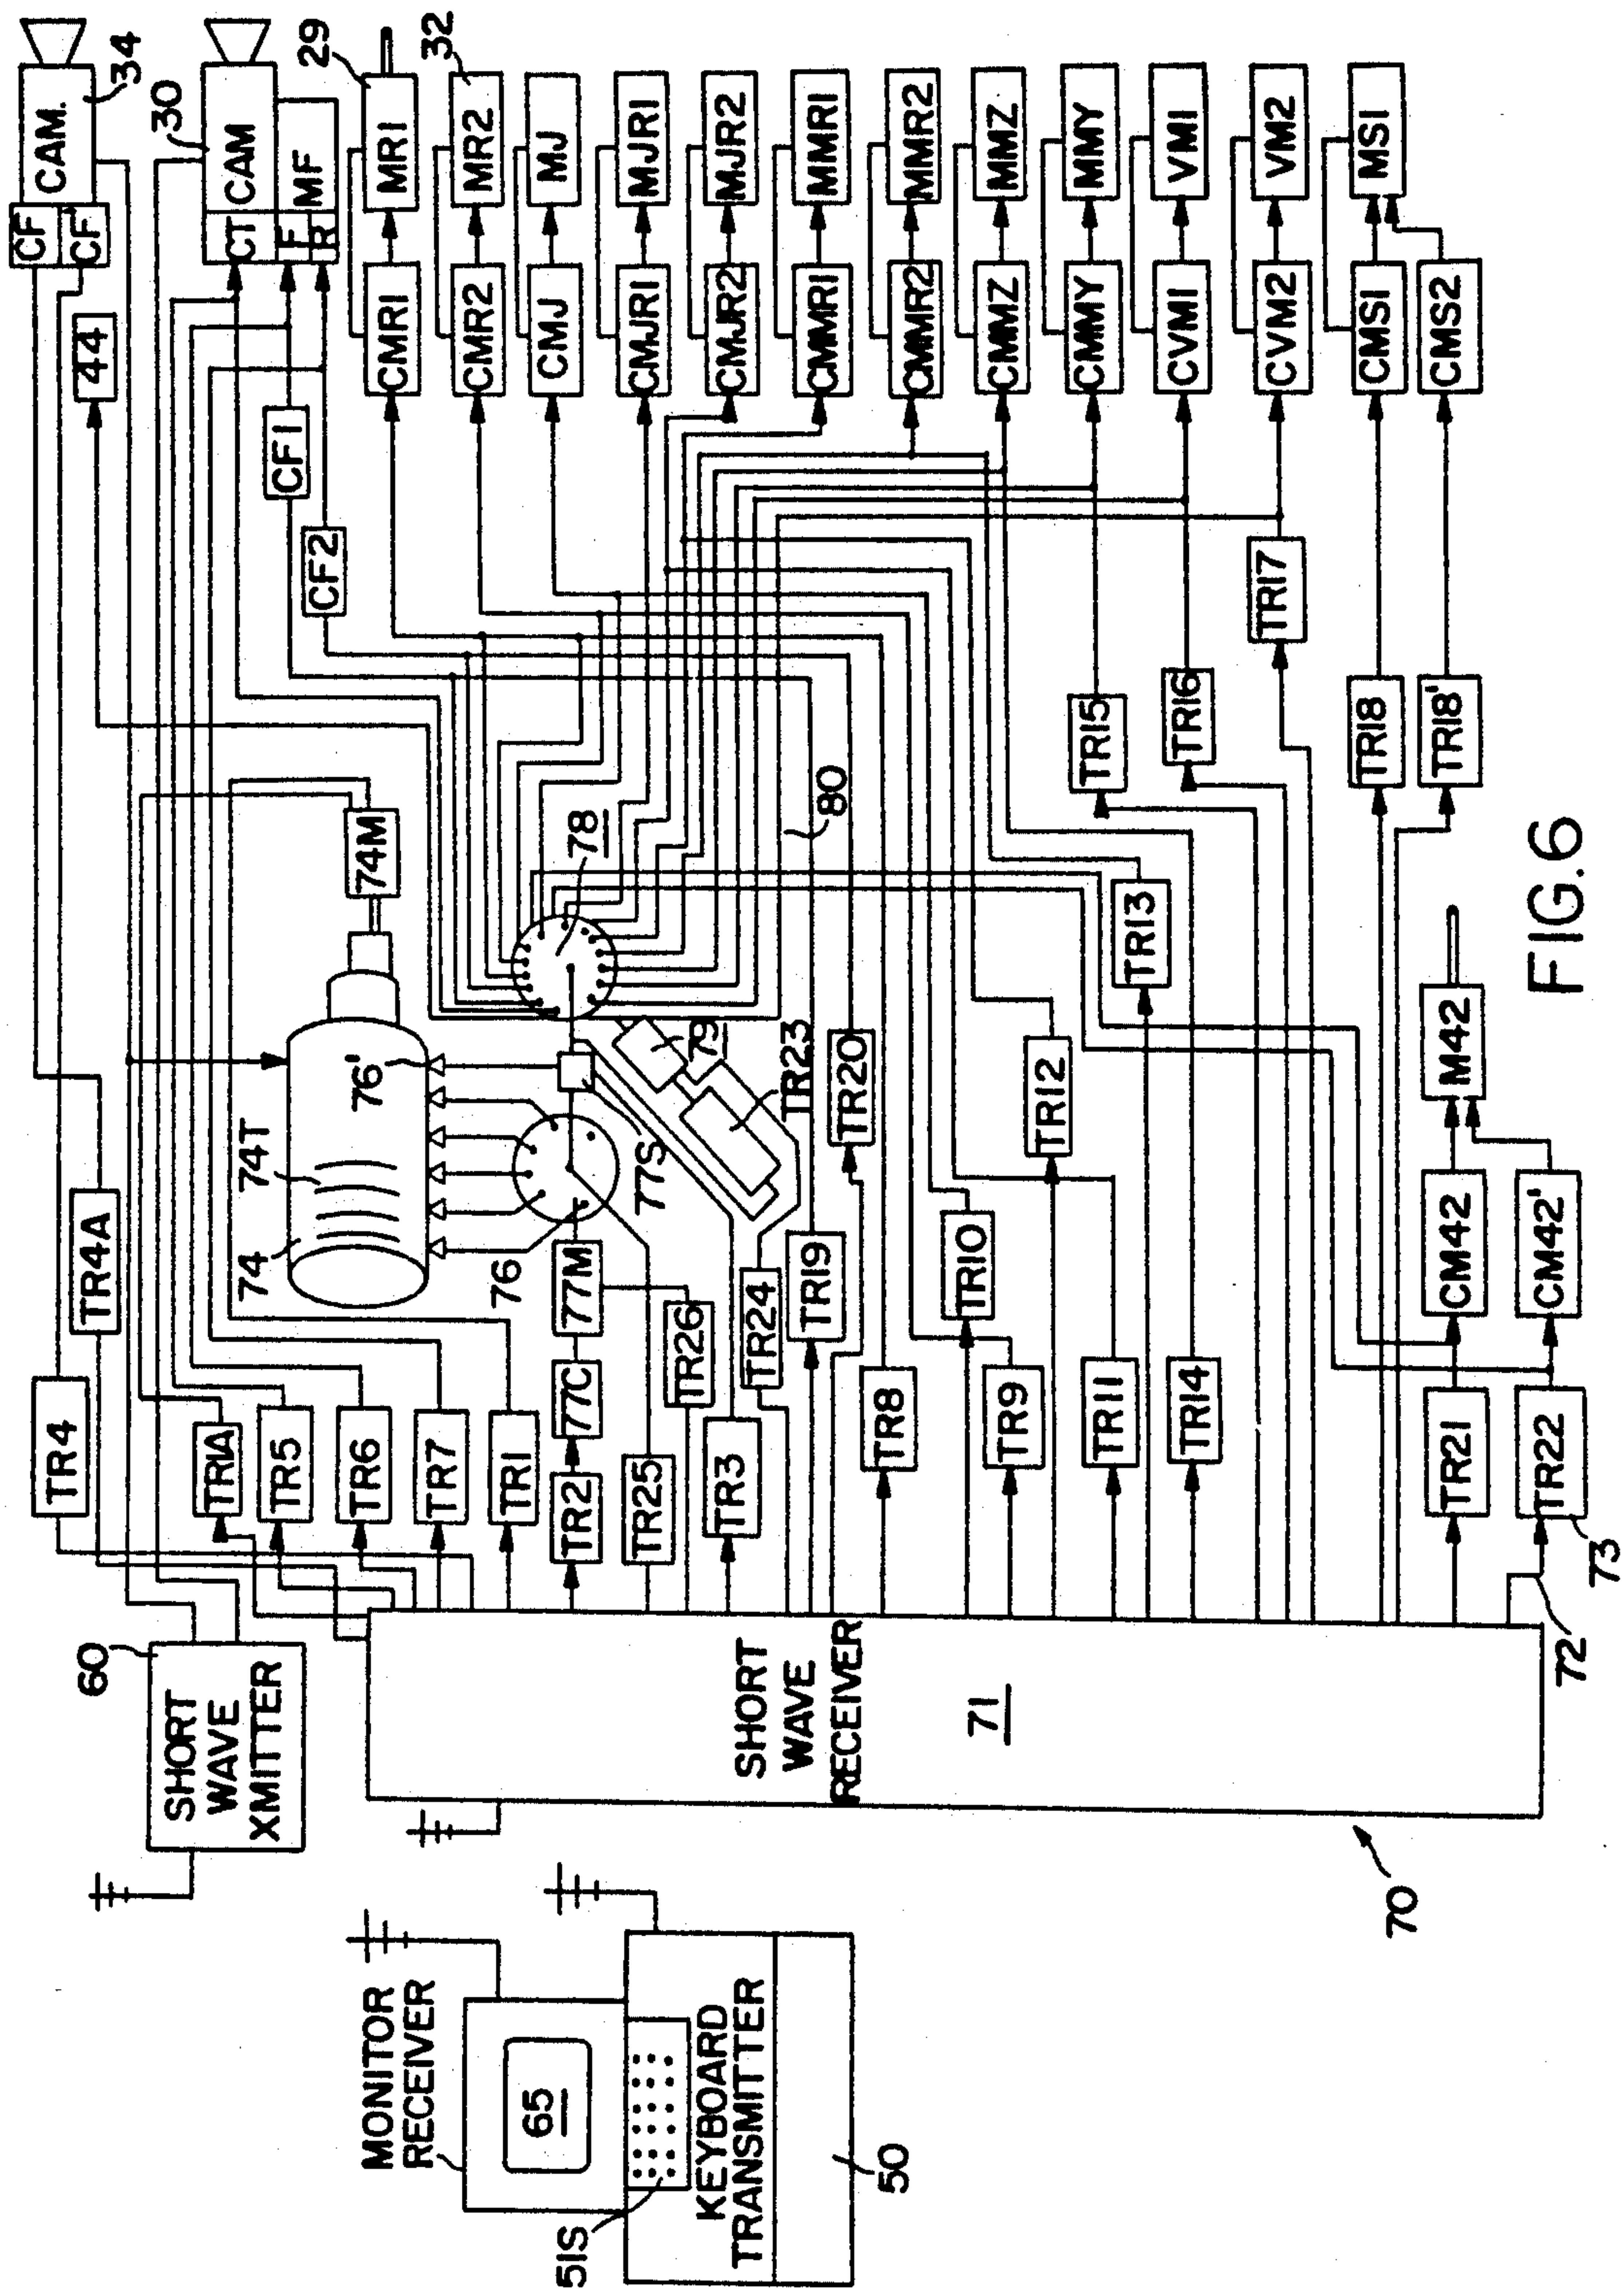 MONITOR
RECEIVER
65
51S
KEYBOARD
TRANSMITTER
50
60
SHORT
WAVE
XMITTER
SHORT
WAVE
RECEIVER
71
70
72
73
TR4
TR4A
TR1A
TR5
TR6
TR7
TR1
TR2
77C
77M
TR25
TR26
TR3
TR24
TR19
TR20
TR8
TR10
TR9
TR12
TR11
TR13
TR14
TR15
TR16
TR17
TR18
TR18'
TR21
TR22
CM42
CM42'
M42
74
74T
74M
76
76'
77S
78
79
TR23
80
CF
CF
CAM.
34
44
30
CT
CAM
F
R
MF
CF1
CF2
29
CMR1
MR1
32
CMR2
MR2
CMJ
MJ
CMJR1
MJR1
CMJR2
MJR2
CMMR1
MMR1
CMMR2
MMR2
CMMZ
MMZ
CMMY
MMY
CVM1
VM1
CVM2
VM2
CMS1
MS1
CMS2
FIG.6